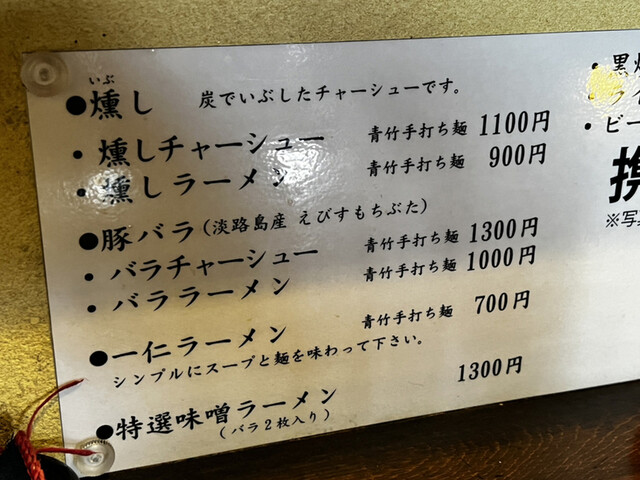 いぶ
●燻し 炭でいぶしたチャーシューです。
・燻しチャーシュー 青竹手打ち麺 1100円
・燻しラーメン 青竹手打ち麺 900円
●豚バラ(淡路島産 えびすもちぶた)
・バラチャーシュー 青竹手打ち麺 1300円
・バララーメン 青竹手打ち麺 1000円
●一仁ラーメン 青竹手打ち麺 700円
シンプルにスープと麺を味わって下さい。
●特選味噌ラーメン 1300円
(バラ2枚入り)
・黒
・ラ
・ビー
携
※写